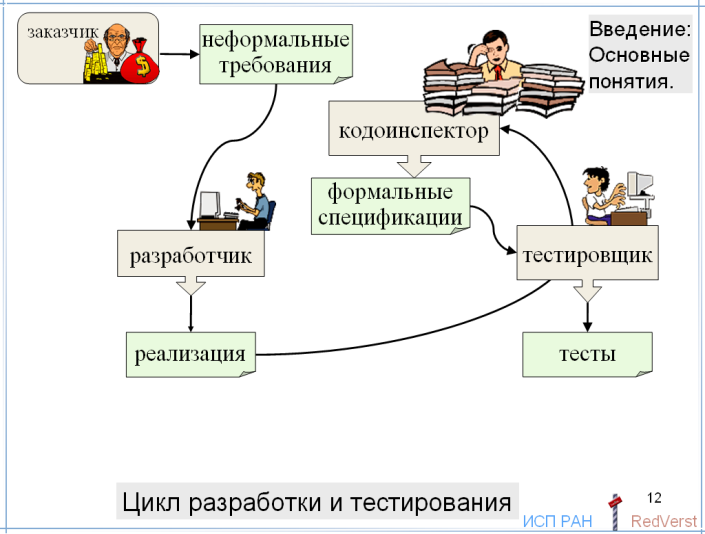 заказчик
неформальные
требования
Введение:
Основные
понятия.
кодоинспектор
формальные
спецификации
разработчик
тестировщик
реализация
тесты
Цикл разработки и тестирования
12
ИСП РАН
RedVerst
$